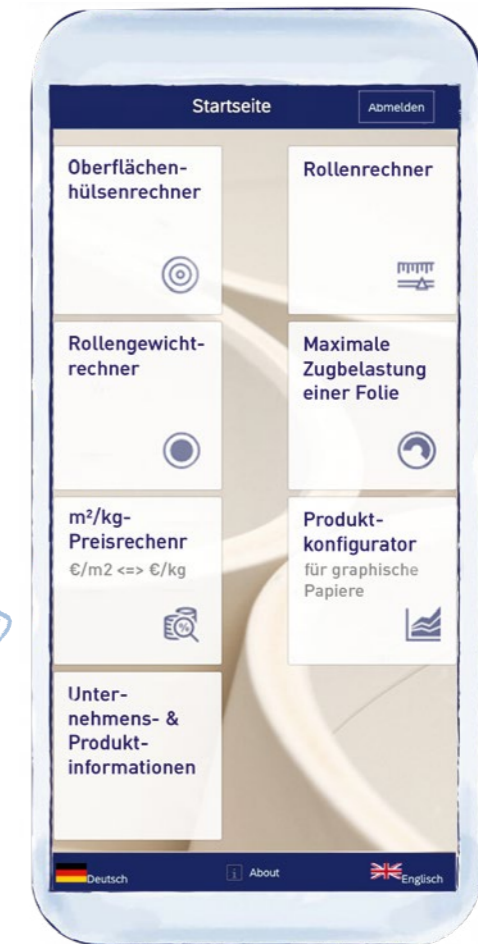 Startseite
Abmelden
Oberflächen-
hülsenrechner
Rollenrechner
Rollengewicht-
rechner
Maximale
Zugbelastung
einer Folie
m²/kg-
Preisrechenr
€/m2 <=> €/kg
Produkt-
konfigurator
für graphische
Papiere
Unter-
nehmens- &
Produkt-
informationen
Deutsch
i About
Englisch